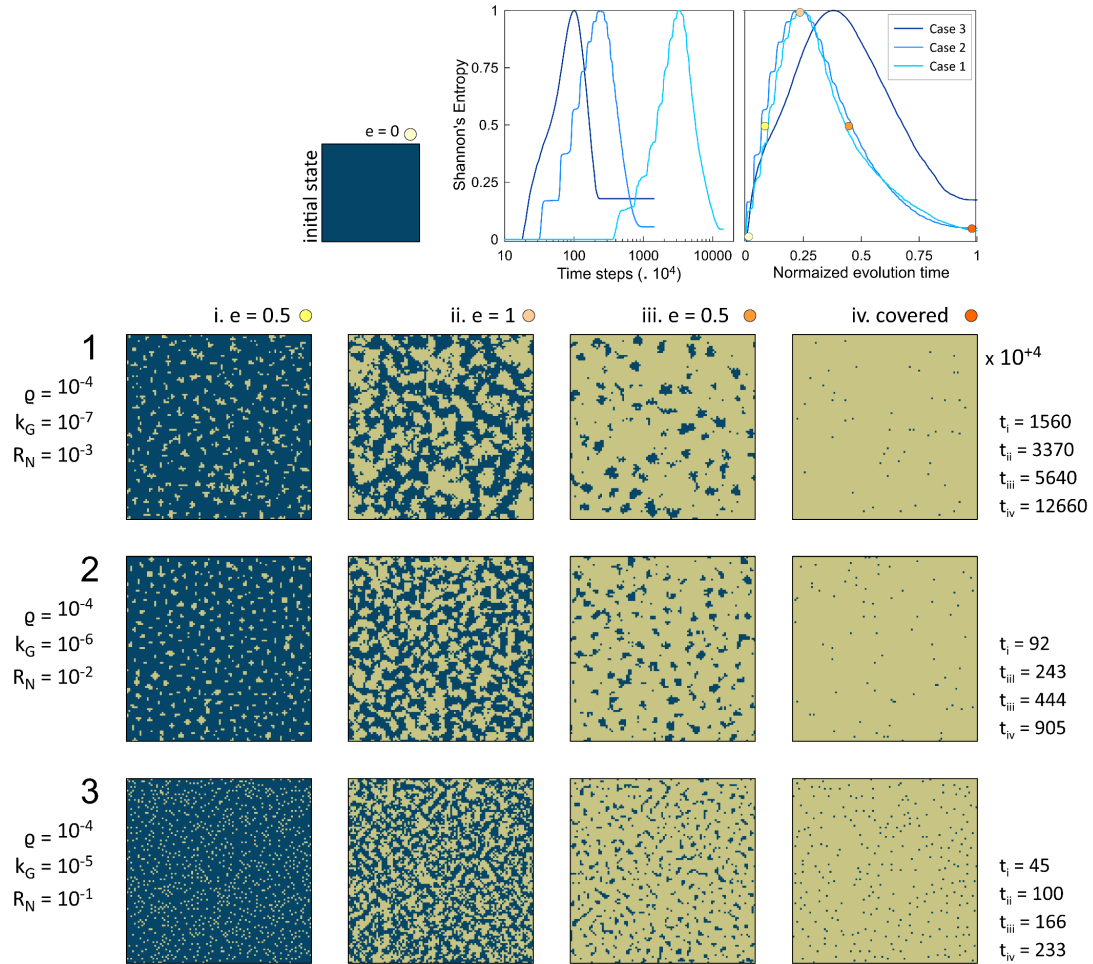 e = 0
initial state
Shannon's Entropy
1
0.75
0.5
0.25
0
10 100 1000 10000
Time steps (. 10⁴)
Case 3
Case 2
Case 1
0 0.25 0.5 0.75 1
Normaized evolution time
i. e = 0.5
ii. e = 1
iii. e = 0.5
iv. covered
1
ϱ = 10⁻⁴
k_G = 10⁻⁷
R_N = 10⁻³
x 10⁺⁴
t_i = 1560
t_ii = 3370
t_iii = 5640
t_iv = 12660
2
ϱ = 10⁻⁴
k_G = 10⁻⁶
R_N = 10⁻²
t_i = 92
t_iii = 243
t_iii = 444
t_iv = 905
3
ϱ = 10⁻⁴
k_G = 10⁻⁵
R_N = 10⁻¹
t_i = 45
t_ii = 100
t_iii = 166
t_iv = 233